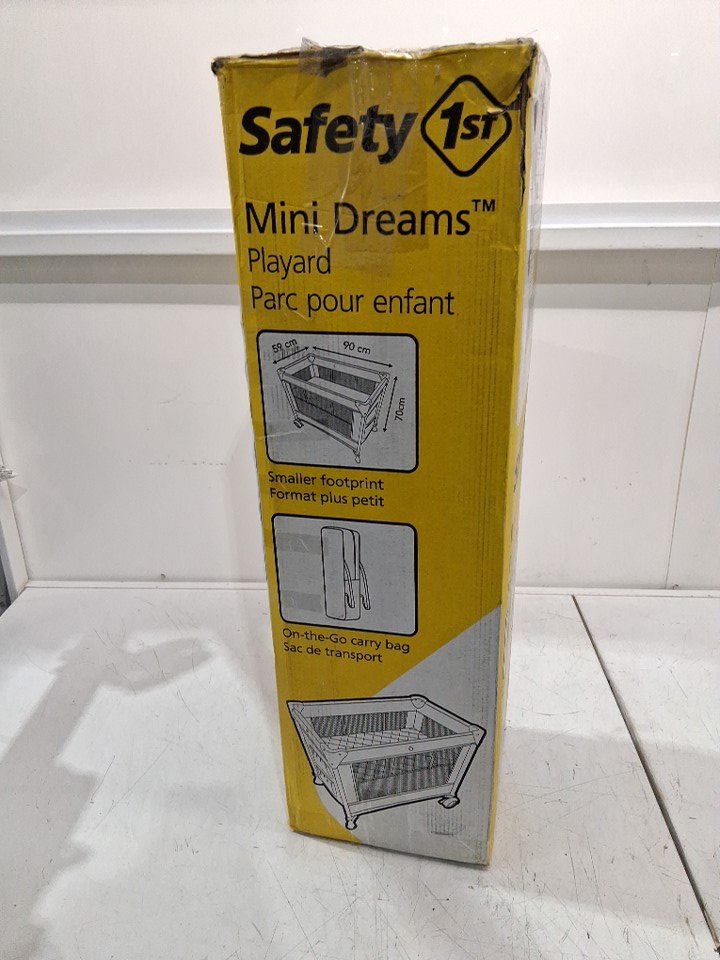 Safety 1ST
Mini Dreams™
Playard
Parc pour enfant
59 cm
90 cm
70cm
Smaller footprint
Format plus petit
On-the-Go carry bag
Sac de transport